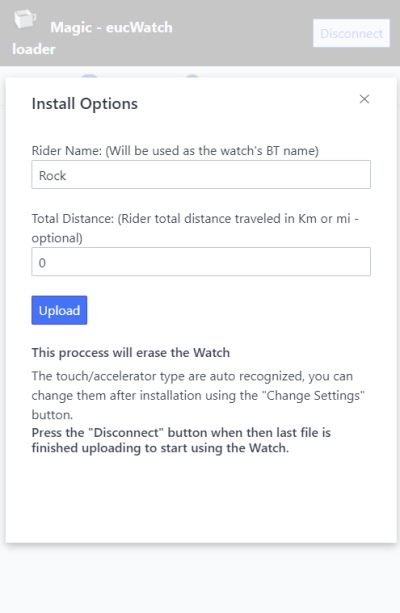 Magic - eucWatch
loader
Disconnect
Install Options
Rider Name: (Will be used as the watch's BT name)
Rock
Total Distance: (Rider total distance traveled in Km or mi -
optional)
0
Upload
This proccess will erase the Watch
The touch/accelerator type are auto recognized, you can
change them after installation using the "Change Settings"
button.
Press the "Disconnect" button when then last file is
finished uploading to start using the Watch.